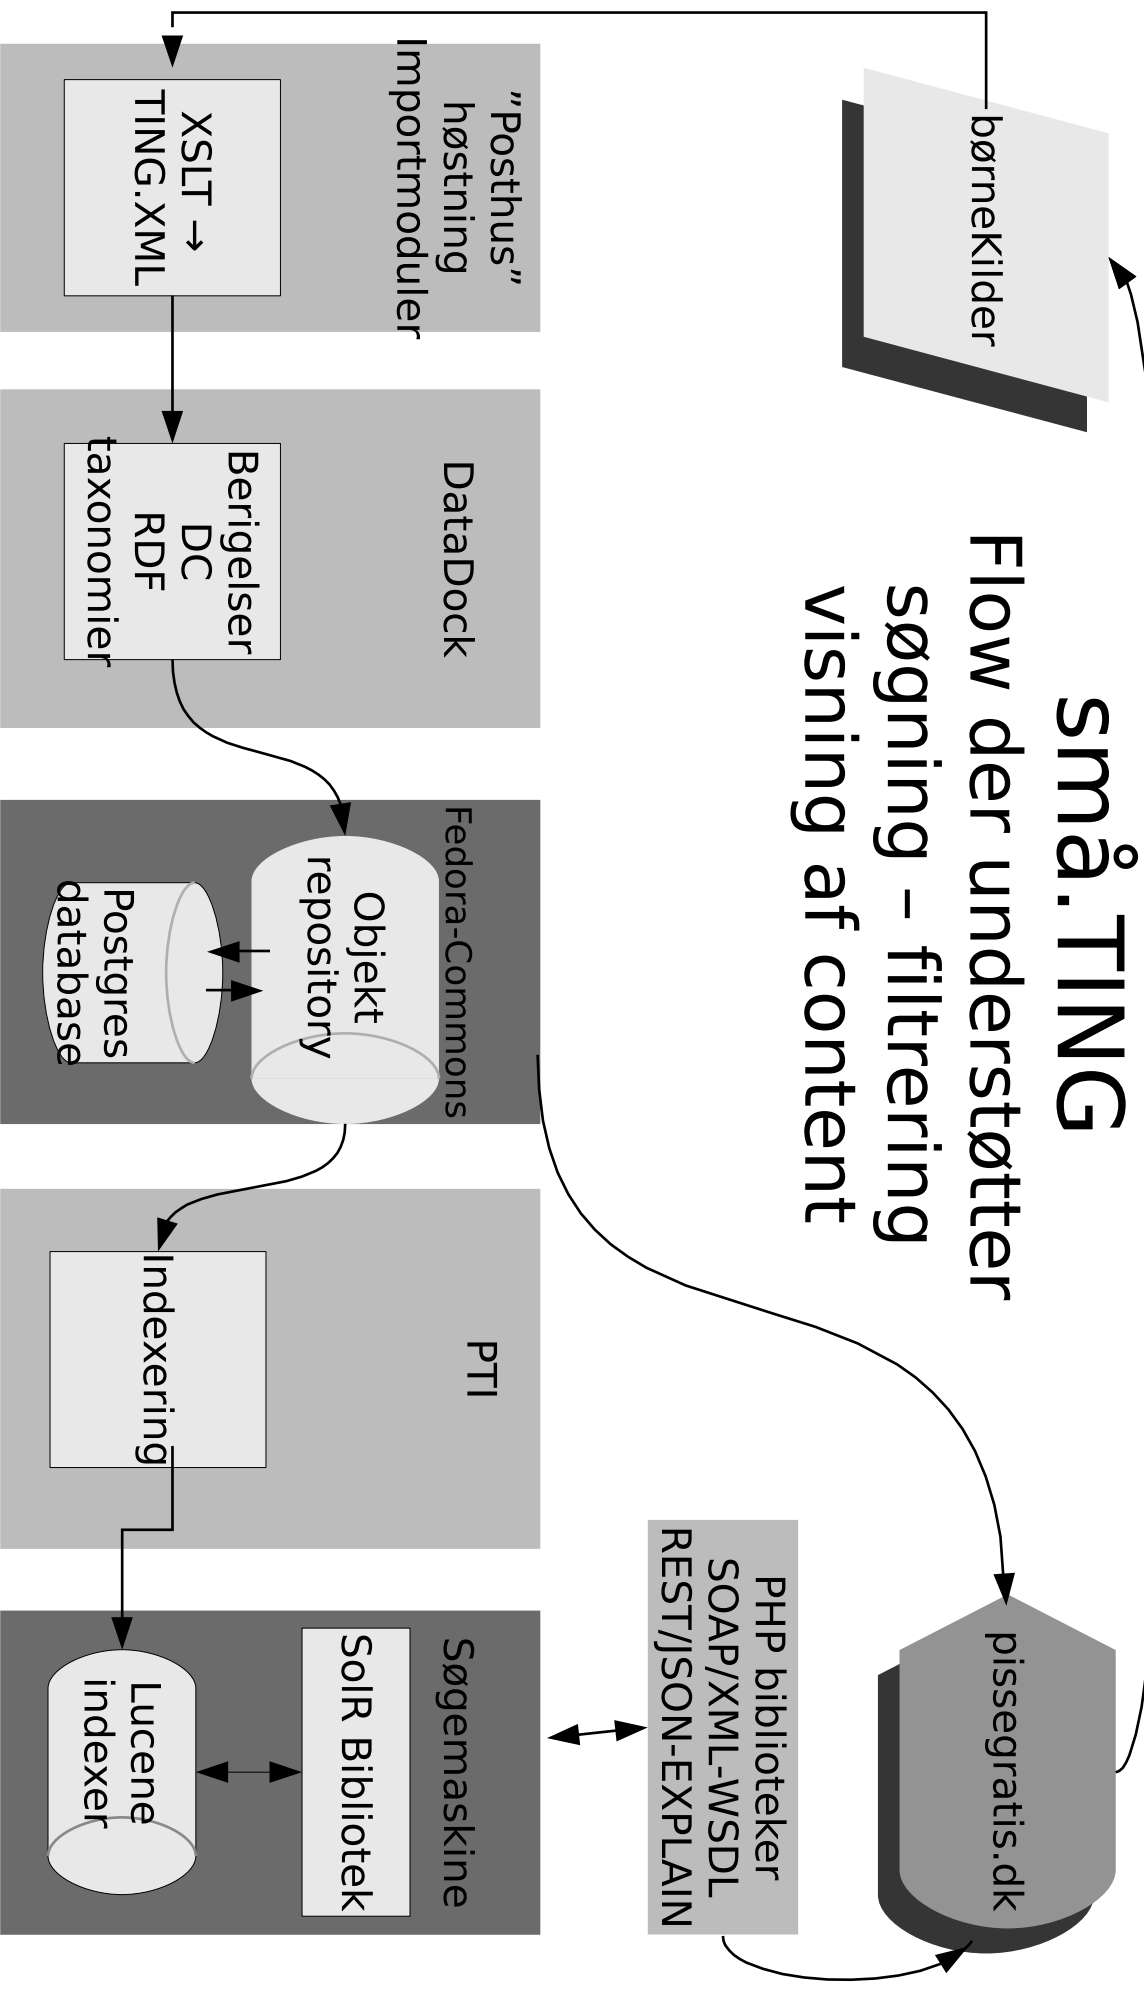 små.TING
Flow der understøtter
søgning – filtrering
visning af content
børneKilder
pissegratis.dk
PHP biblioteker
SOAP/XML-WSDL
REST/JSON-EXPLAIN
”Posthus”
høstning
Importmoduler
XSLT →
TING.XML
DataDock
Berigelser
DC
RDF
taxonomier
Fedora-Commons
Objekt
repository
Postgres
database
PTI
Indexering
Søgemaskine
SolR Bibliotek
Lucene
indexer